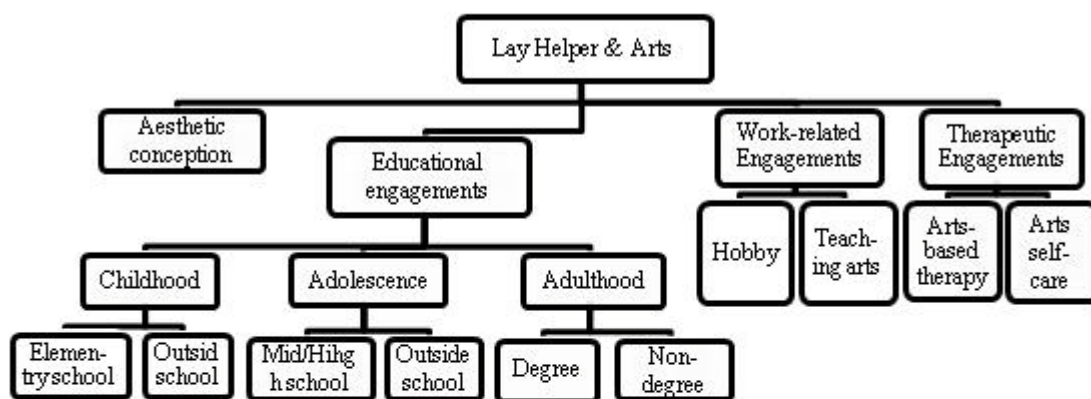 Lay Helper & Arts
Aesthetic
conception
Educational
engagements
Work-related
Engagements
Therapeutic
Engagements
Hobby
Teach-
ing arts
Arts-
based
therapy
Arts
self-
care
Childhood
Adolescence
Adulthood
Elemen-
tryschool
Outsid
school
Mid/Hihg
hschool
Outside
school
Degree
Non-
degree